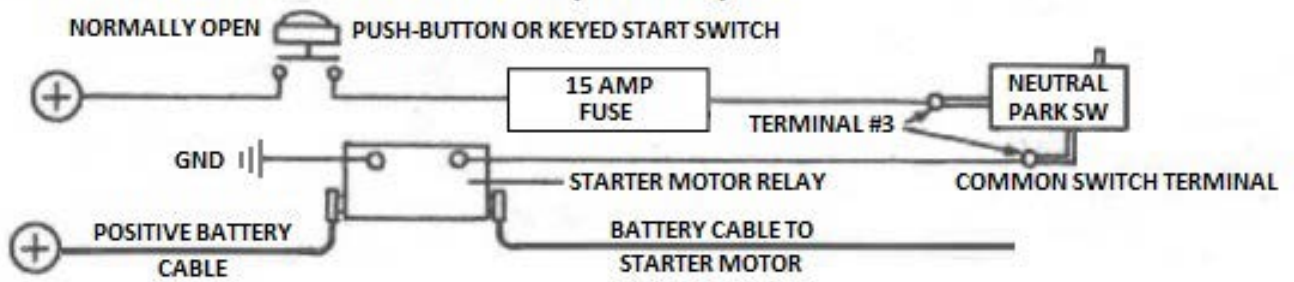 NORMALLY OPEN
PUSH-BUTTON OR KEYED START SWITCH
15 AMP
FUSE
NEUTRAL
PARK SW
TERMINAL #3
GND
STARTER MOTOR RELAY
COMMON SWITCH TERMINAL
POSITIVE BATTERY
CABLE
BATTERY CABLE TO
STARTER MOTOR